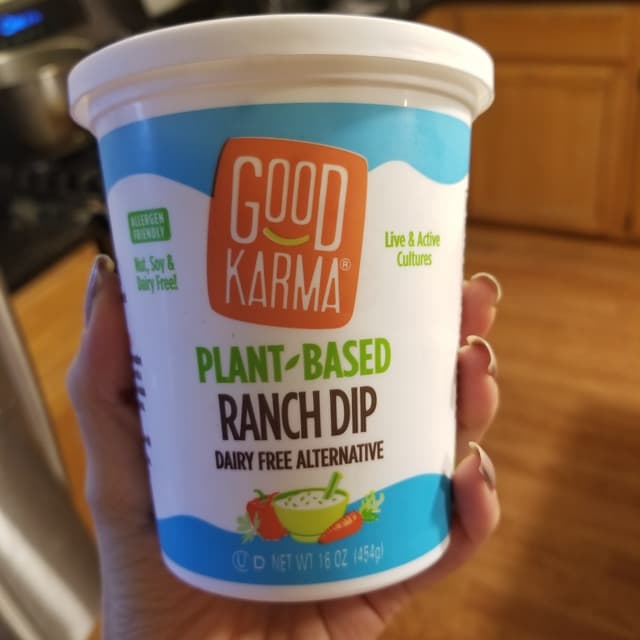 GOOD
KARMA®
ALLERGEN
FRIENDLY
Nut, Soy &
Dairy Free!
Live & Active
Cultures
PLANT-BASED
RANCH DIP
DAIRY FREE ALTERNATIVE
U D NET WT 16 OZ (454g)